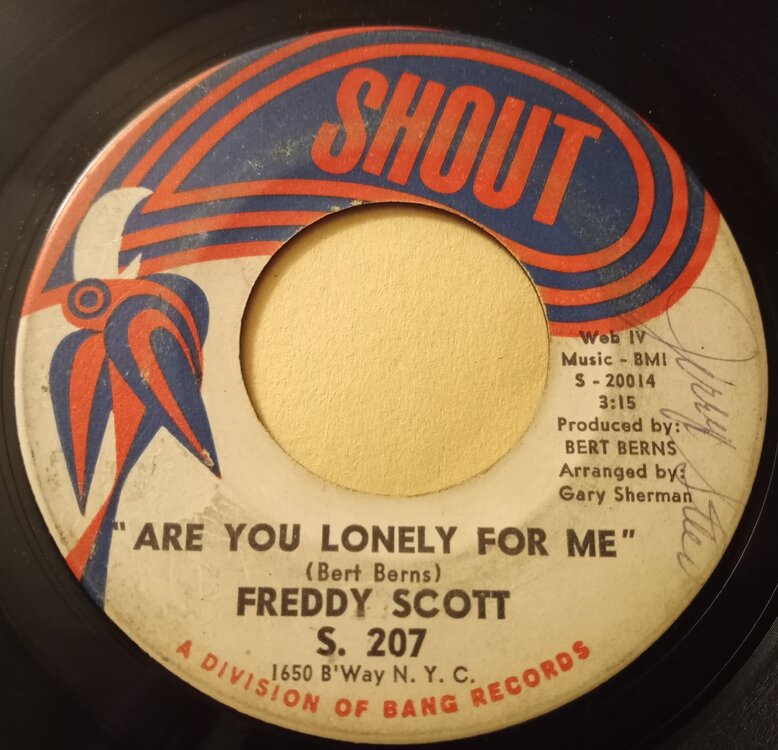 SHOUT
Web IV
Music - BMI
S - 20014
3:15
Produced by:
BERT BERNS
Arranged by:
Gary Sherman
"ARE YOU LONELY FOR ME"
(Bert Berns)
FREDDY SCOTT
S. 207
1650 B'Way N. Y. C.
A DIVISION OF BANG RECORDS